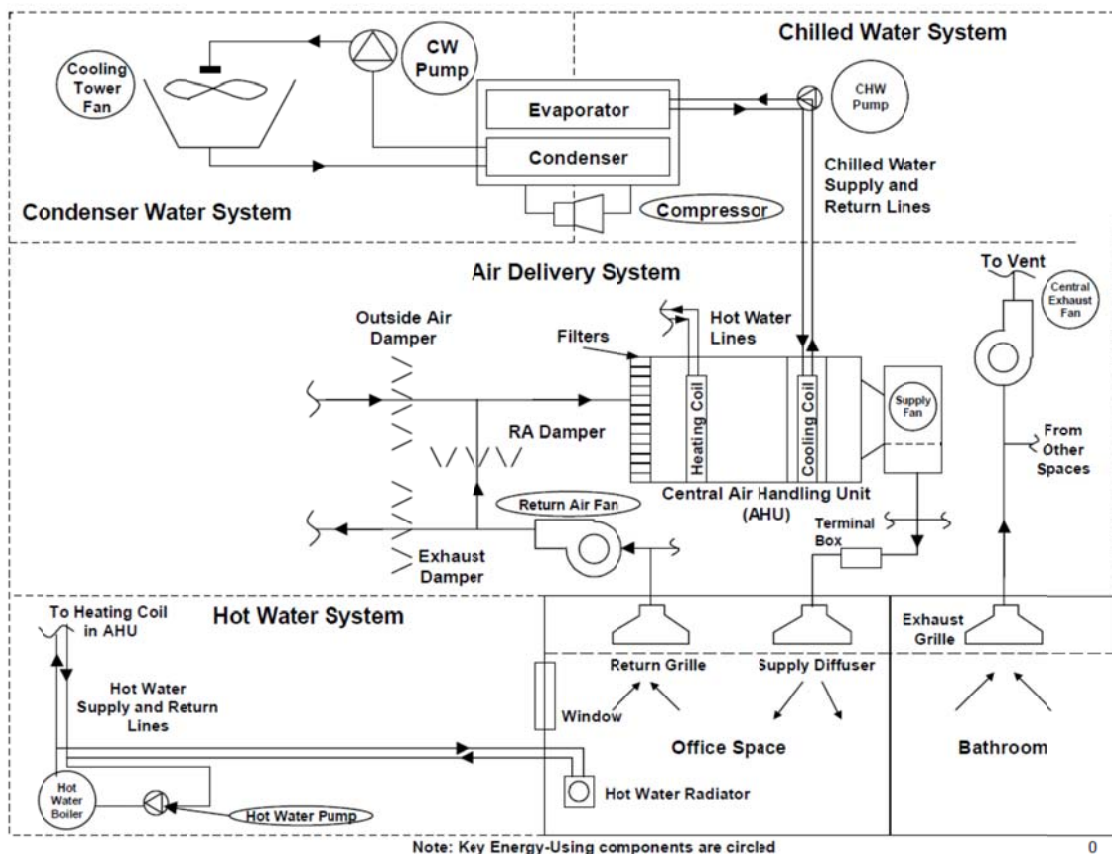 Chilled Water System
Cooling
Tower
Fan
CW
Pump
CHW
Pump
Evaporator
Condenser
Chilled Water
Supply and
Return Lines
Compressor
Condenser Water System
Air Delivery System
To Vent
Central
Exhaust
Fan
Outside Air
Damper
Filters
Hot Water
Lines
Heating Coil
Cooling Coil
Supply
Fan
RA Damper
From
Other
Spaces
Central Air Handling Unit
(AHU)
Return Air Fan
Terminal
Box
Exhaust
Damper
To Heating Coil
in AHU
Hot Water System
Exhaust
Grille
Return Grille
Supply Diffuser
Hot Water
Supply and Return
Lines
Window
Office Space
Bathroom
Hot
Water
Boiler
Hot Water Pump
Hot Water Radiator
Note: Key Energy-Using components are circled
0